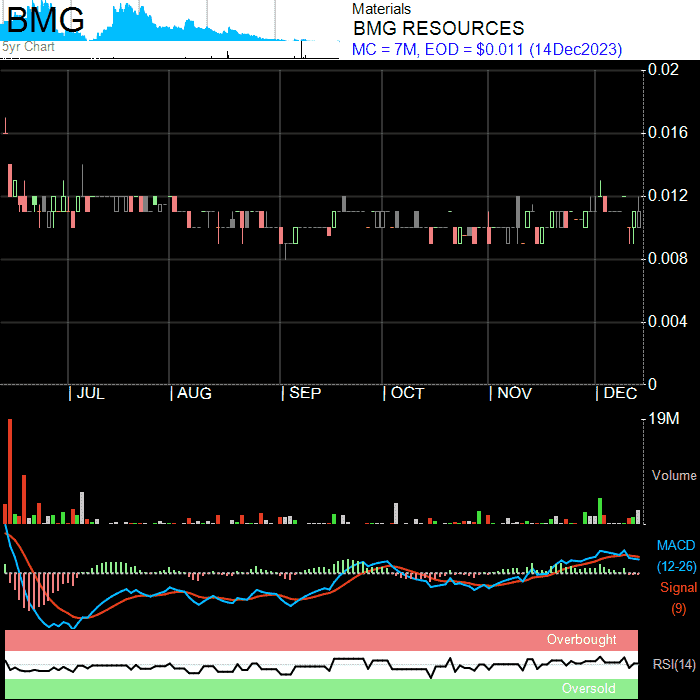 BMG
5yr Chart
Materials
BMG RESOURCES
MC = 7M, EOD = $0.011 (14Dec2023)
0.02
0.016
0.012
0.008
0.004
0
JUL AUG SEP OCT NOV DEC
19M
Volume
MACD
(12-26)
Signal
(9)
Overbought
RSI(14)
Oversold